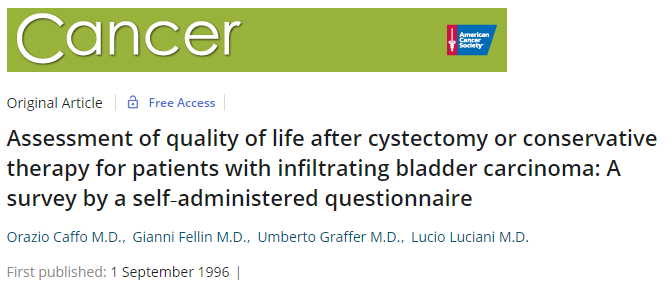 Cancer
American
Cancer
Society
Original Article | Free Access |
Assessment of quality of life after cystectomy or conservative
therapy for patients with infiltrating bladder carcinoma: A
survey by a self‐administered questionnaire
Orazio Caffo M.D., Gianni Fellin M.D., Umberto Graffer M.D., Lucio Luciani M.D.
First published: 1 September 1996 |